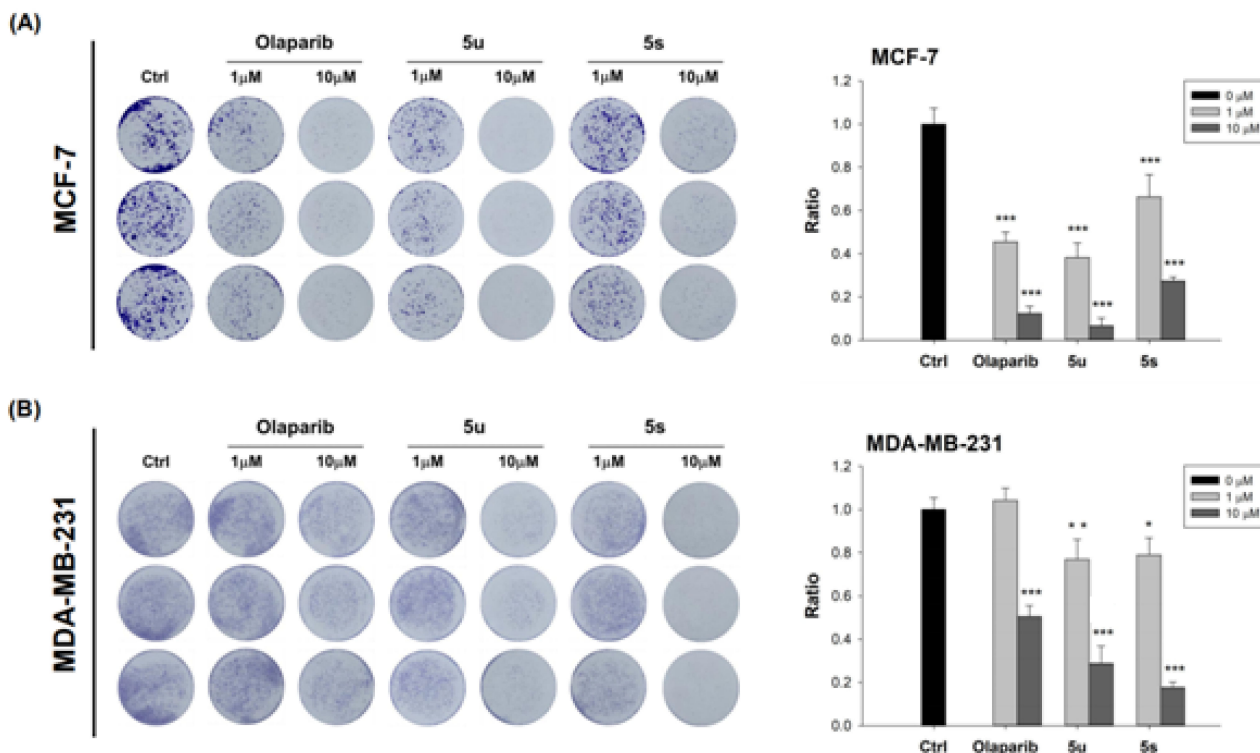 (A)
Olaparib 5u 5s
Ctrl 1μM 10μM 1μM 10μM 1μM 10μM
MCF-7
MCF-7
0 μM
1 μM
10 μM
1.2
1.0
0.8
0.6
0.4
0.2
0.0
Ratio
***
***
***
***
***
***
Ctrl Olaparib 5u 5s
(B)
Olaparib 5u 5s
Ctrl 1μM 10μM 1μM 10μM 1μM 10μM
MDA-MB-231
MDA-MB-231
0 μM
1 μM
10 μM
1.2
1.0
0.8
0.6
0.4
0.2
0.0
Ratio
***
* *
***
*
***
Ctrl Olaparib 5u 5s